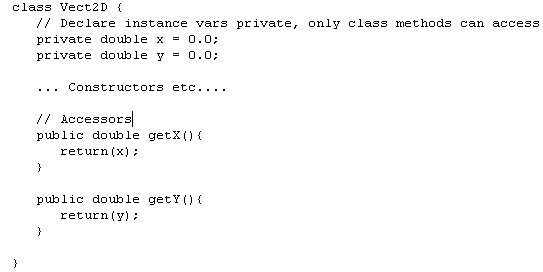 class Vect2D {
// Declare instance vars private, only class methods can access
private double x = 0.0;
private double y = 0.0;
... Constructors etc....
// Accessors
public double getX(){
return(x);
}
public double getY(){
return(y);
}
}